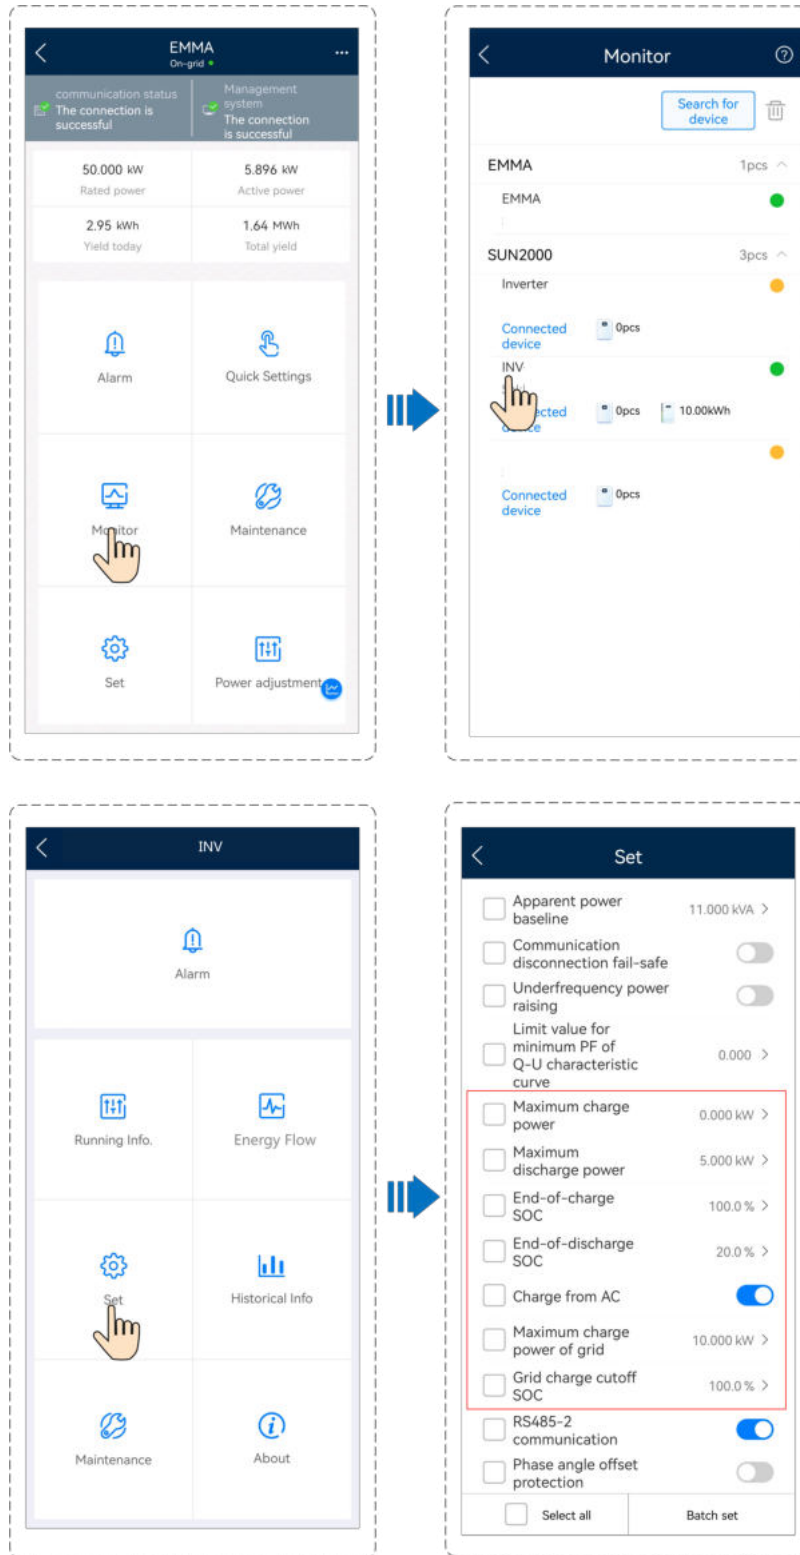 EMMA
On-grid
communication status
The connection is
successful
Management
system
The connection
is successful
50.000 kW
Rated power
5.896 kW
Active power
2.95 kWh
Yield today
1.64 MWh
Total yield
Alarm
Quick Settings
Monitor
Maintenance
Set
Power adjustment
Monitor
Search for
device
EMMA
1pcs
EMMA
SUN2000
3pcs
Inverter
Connected
device
0pcs
INV
Connected
device
0pcs
10.00kWh
Connected
device
0pcs
INV
Alarm
Running Info.
Energy Flow
Set
Historical Info
Maintenance
About
Set
Apparent power
baseline
11.000 kVA
Communication
disconnection fail-safe
Underfrequency power
raising
Limit value for
minimum PF of
Q-U characteristic
curve
0.000
Maximum charge
power
0.000 kW
Maximum
discharge power
5.000 kW
End-of-charge
SOC
100.0 %
End-of-discharge
SOC
20.0 %
Charge from AC
Maximum charge
power of grid
10.000 kW
Grid charge cutoff
SOC
100.0 %
RS485-2
communication
Phase angle offset
protection
Select all
Batch set